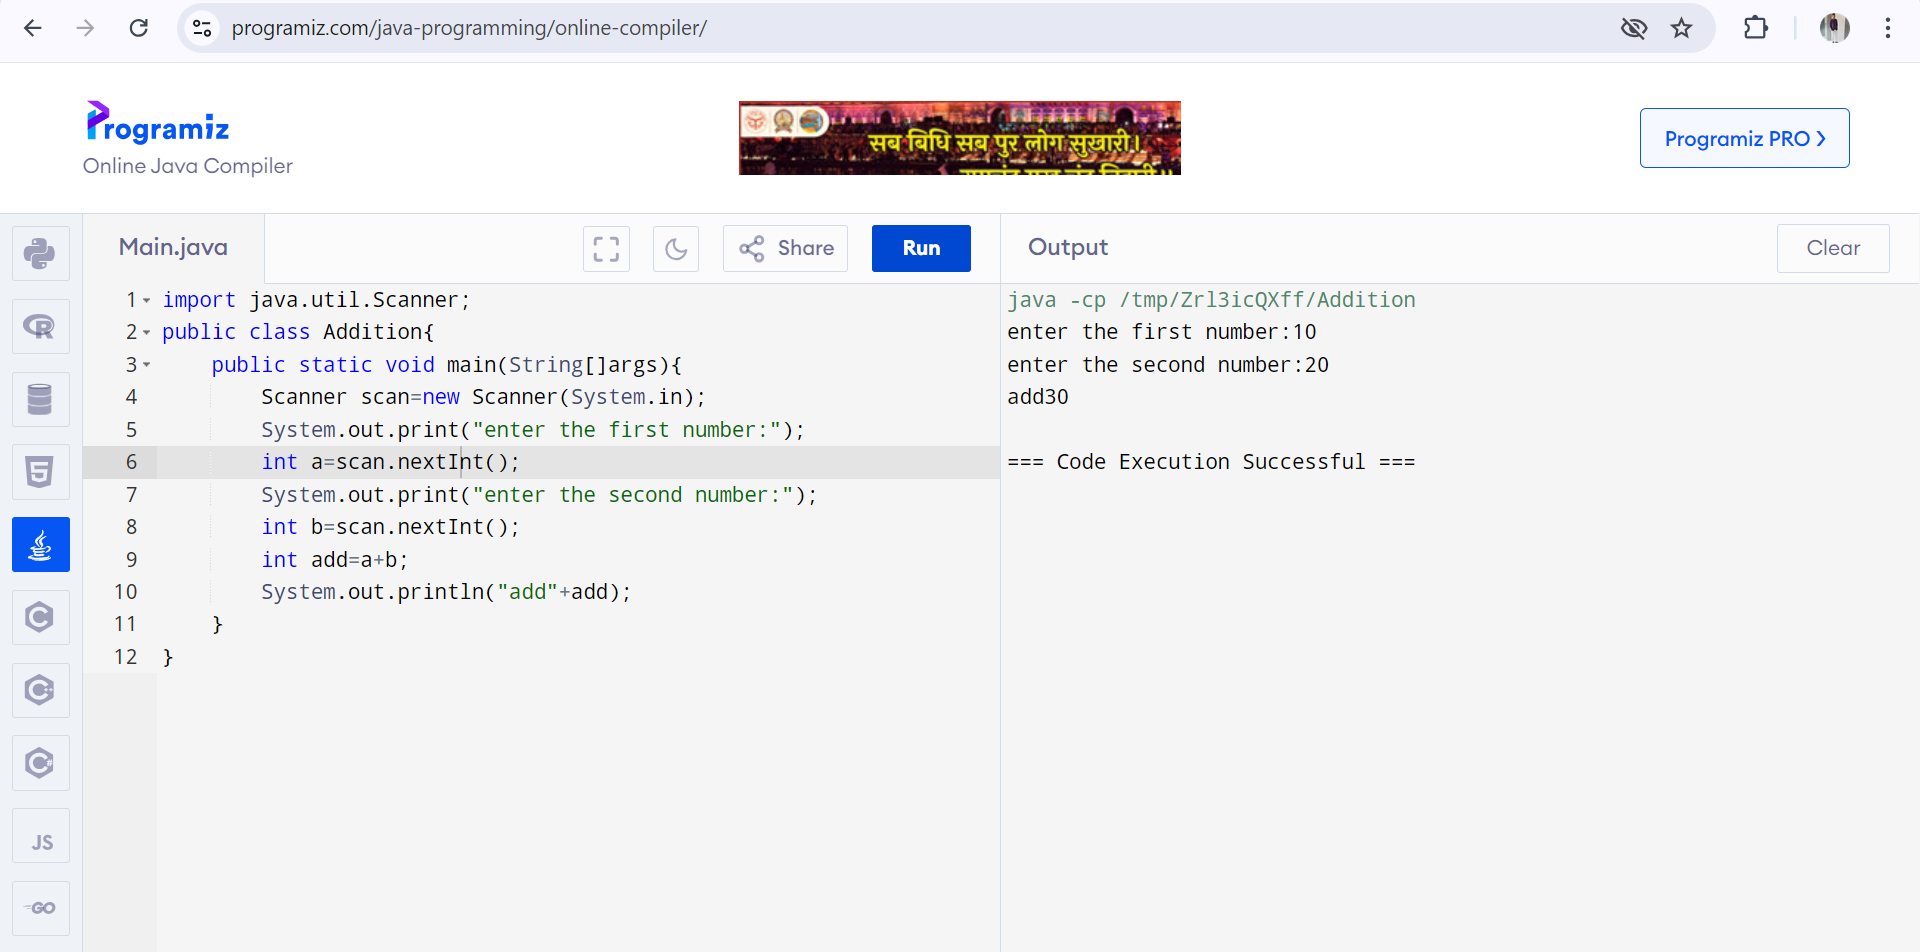 programiz.com/java-programming/online-compiler/
Programiz
Online Java Compiler
सब बिधि सब पुर लोग सुखारी।
Programiz PRO ›
Main.java
Share
Run
Output
Clear
1 import java.util.Scanner;
2 public class Addition{
3 public static void main(String[]args){
4 Scanner scan=new Scanner(System.in);
5 System.out.print("enter the first number:");
6 int a=scan.nextInt();
7 System.out.print("enter the second number:");
8 int b=scan.nextInt();
9 int add=a+b;
10 System.out.println("add"+add);
11 }
12 }
java -cp /tmp/Zrl3icQXff/Addition
enter the first number:10
enter the second number:20
add30
=== Code Execution Successful ===
R
5
C
C++
C#
JS
GO